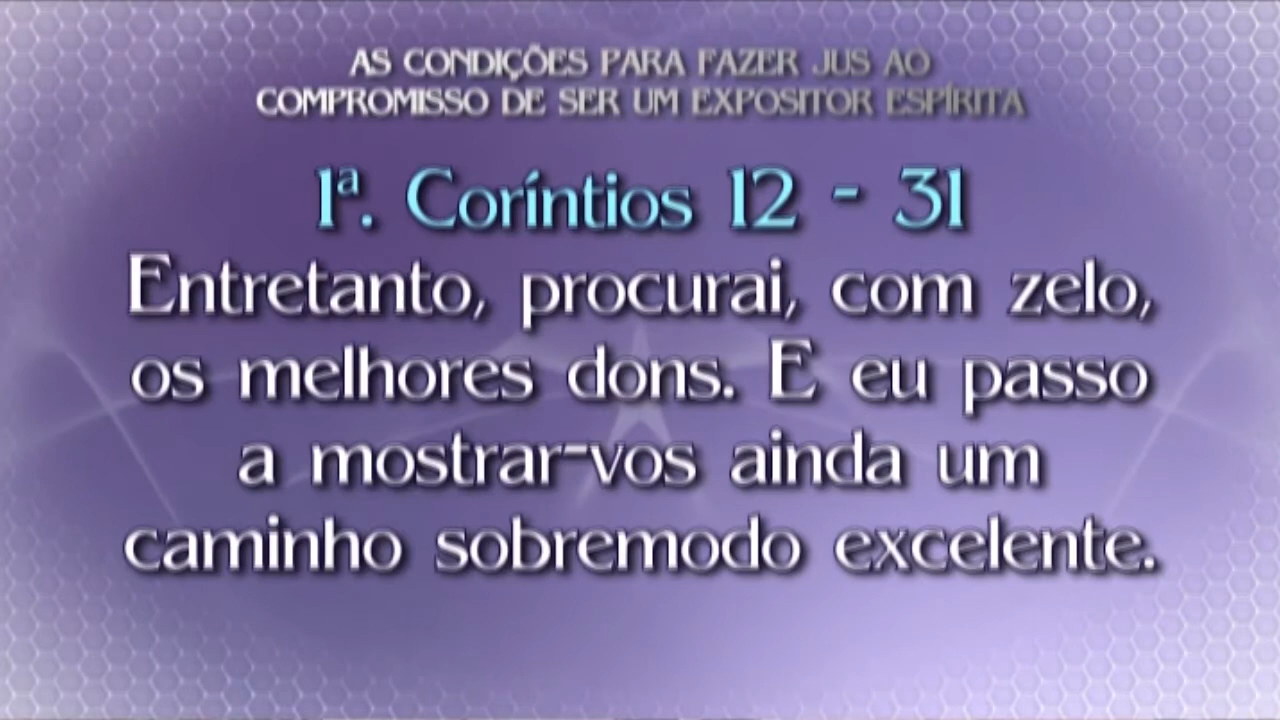 AS CONDIÇÕES PARA FAZER JUS AO
COMPROMISSO DE SER UM EXPOSITOR ESPÍRITA
1ª. Coríntios 12 - 31
Entretanto, procurai, com zelo,
os melhores dons. E eu passo
a mostrar-vos ainda um
caminho sobremodo excelente.